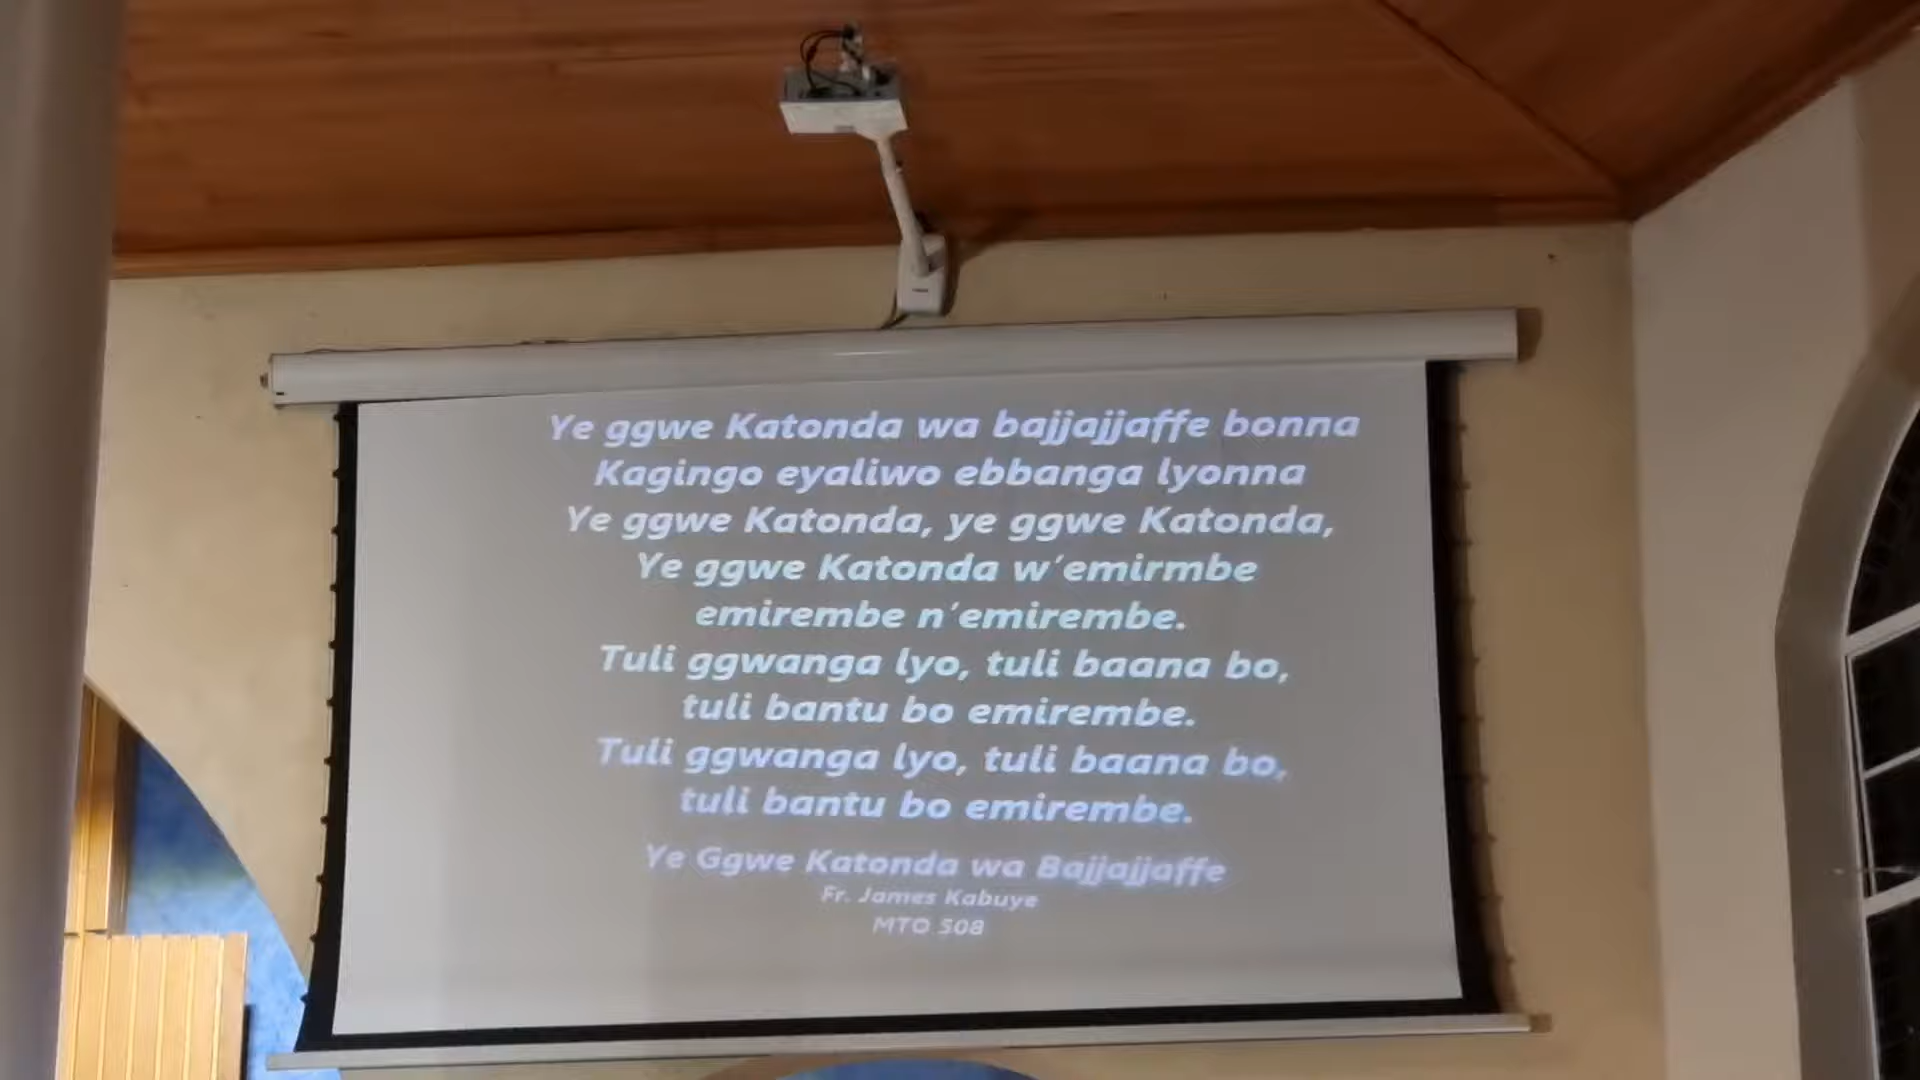 Ye ggwe Katonda wa bajjajjaffe bonna
Kagingo eyaliwo ebbanga lyonna
Ye ggwe Katonda, ye ggwe Katonda,
Ye ggwe Katonda w'emirmbe
emirembe n'emirembe.
Tuli ggwanga lyo, tuli baana bo,
tuli bantu bo emirembe.
Tuli ggwanga lyo, tuli baana bo,
tuli bantu bo emirembe.
Ye Ggwe Katonda wa Bajjajjaffe
Fr. James Kabuye
MTO 508